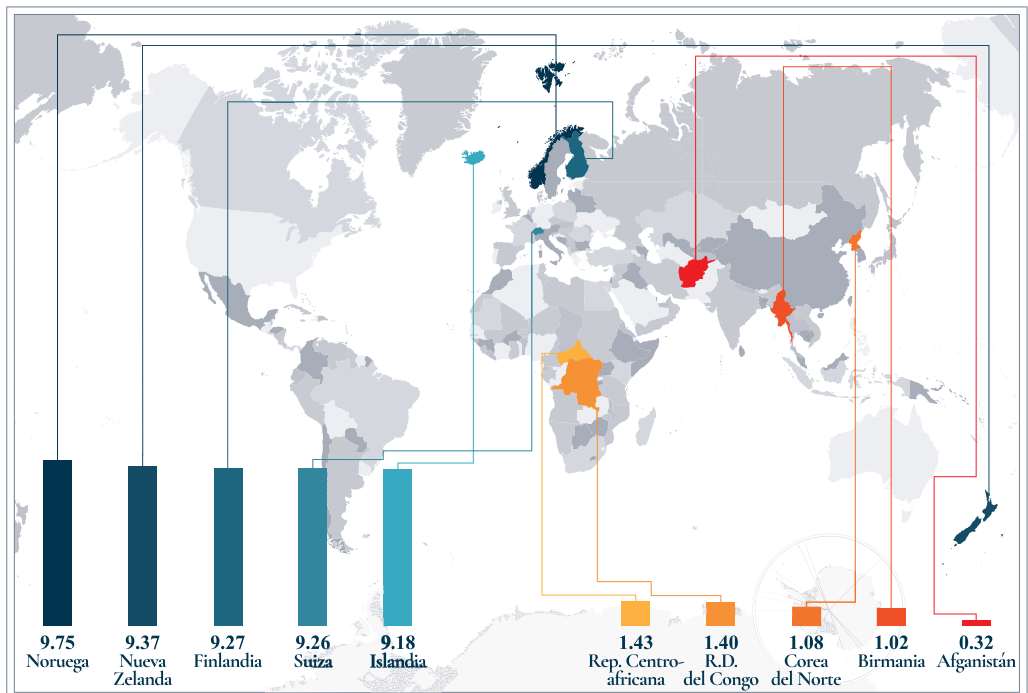 9.75
Noruega
9.37
Nueva
Zelanda
9.27
Finlandia
9.26
Suiza
9.18
Islandia
1.43
Rep. Centro-
africana
1.40
R.D.
del Congo
1.08
Corea
del Norte
1.02
Birmania
0.32
Afganistán